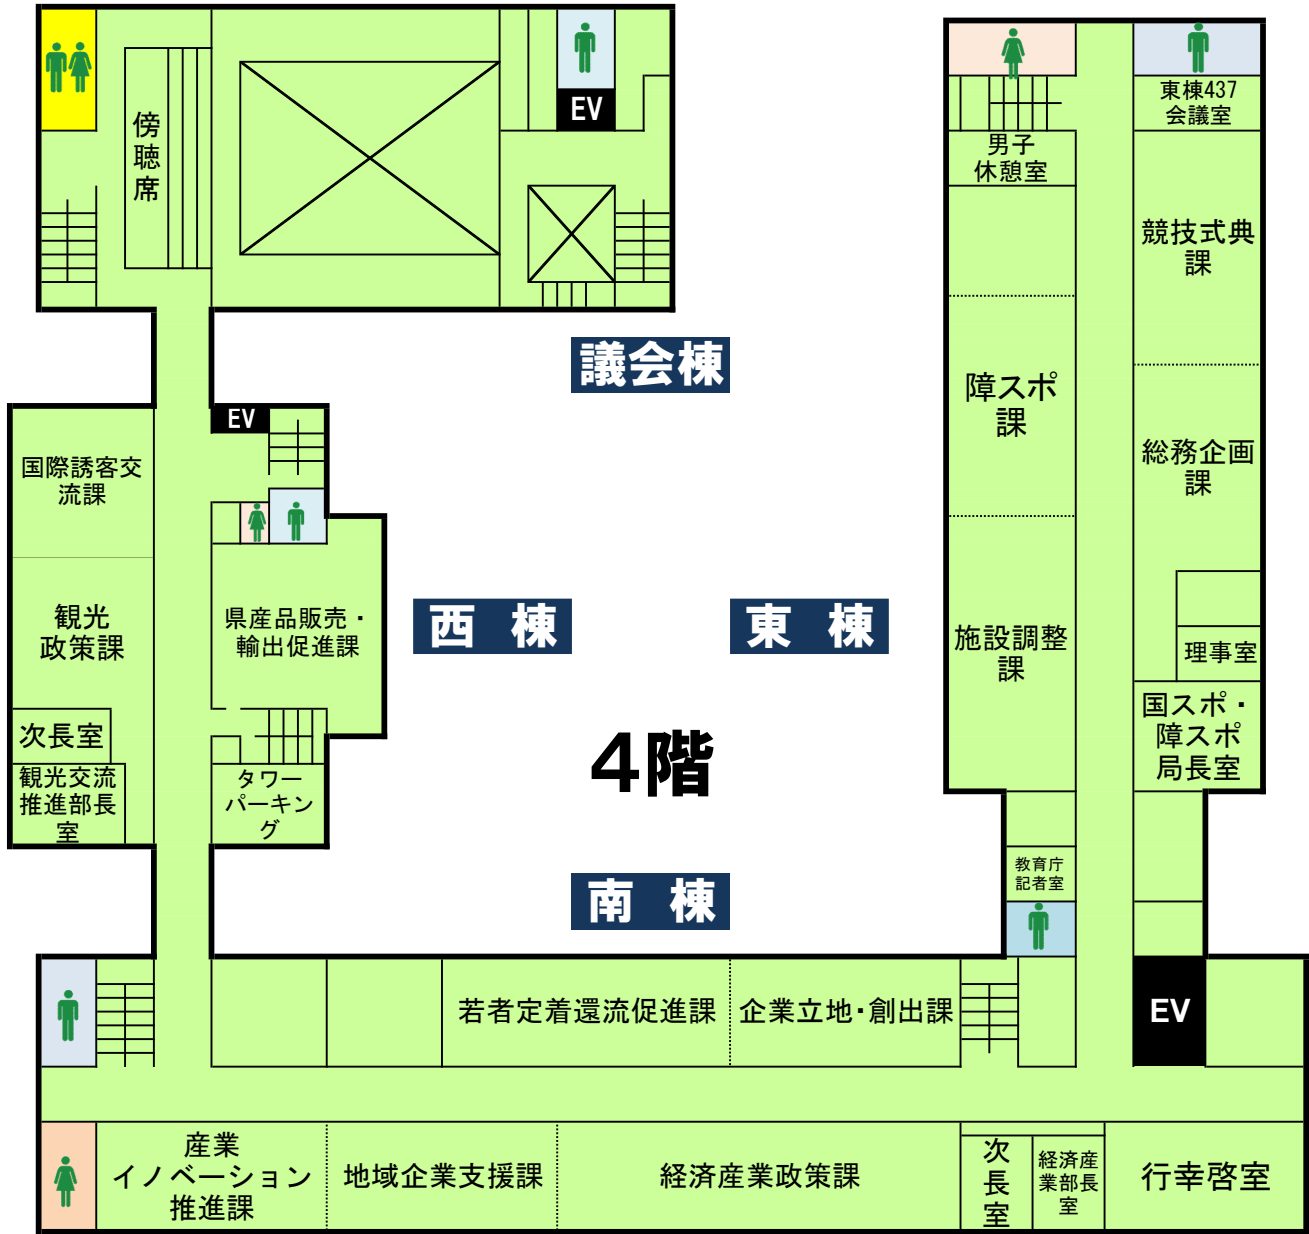 傍聴席
EV
議会棟
EV
国際誘客交
流課
観光
政策課
県産品販売・
輸出促進課
次長室
観光交流
推進部長
室
タワー
パーキン
グ
西 棟
東 棟
4階
南 棟
東棟437
会議室
男子
休憩室
競技式典
課
障スポ
課
総務企画
課
施設調整
課
理事室
国スポ・
障スポ
局長室
教育庁
記者室
若者定着還流促進課
企業立地・創出課
EV
産業
イノベーション
推進課
地域企業支援課
経済産業政策課
次長室
経済産
業部長
室
行幸啓室